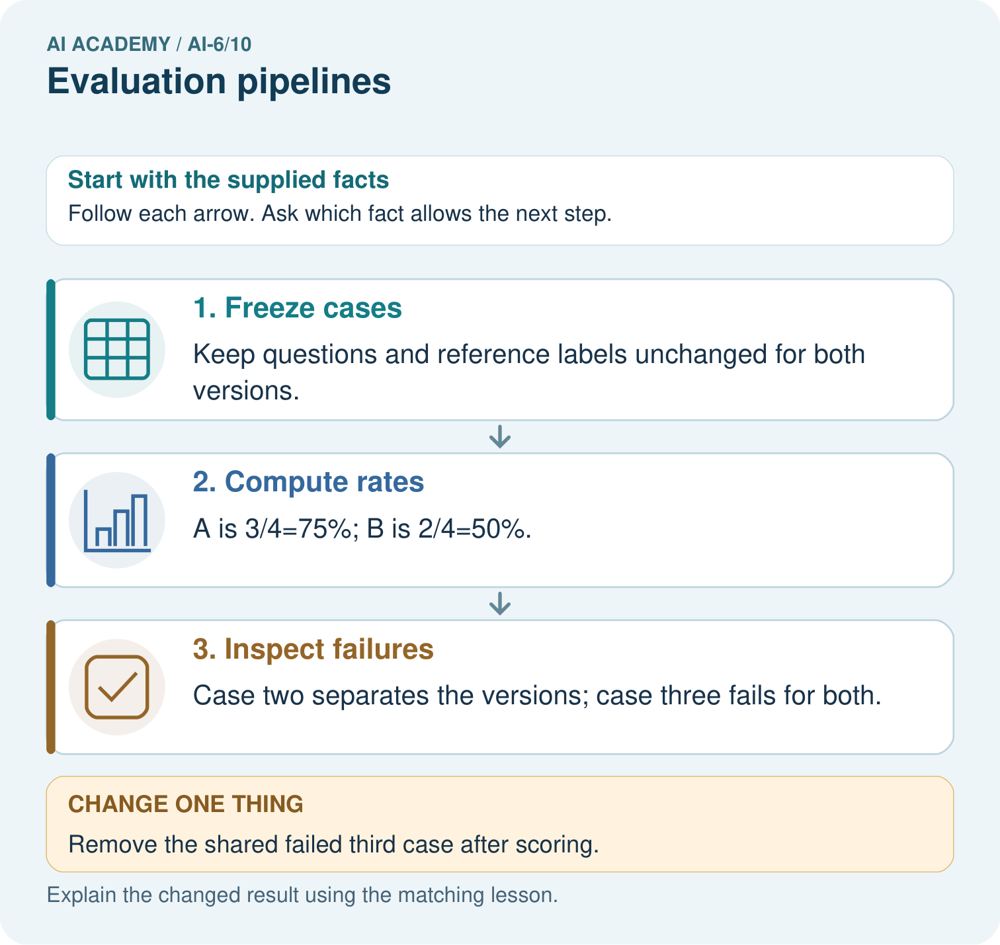 AI ACADEMY / AI-6/10
Evaluation pipelines
Start with the supplied facts
Follow each arrow. Ask which fact allows the next step.
1. Freeze cases
Keep questions and reference labels unchanged for both
versions.
2. Compute rates
A is 3/4=75%; B is 2/4=50%.
3. Inspect failures
Case two separates the versions; case three fails for both.
CHANGE ONE THING
Remove the shared failed third case after scoring.
Explain the changed result using the matching lesson.